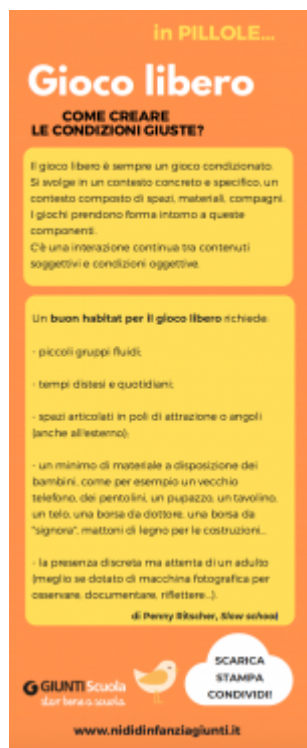 in PILLOLE...
Gioco libero
COME CREARE
LE CONDIZIONI GIUSTE?
Il gioco libero è sempre un gioco condizionato.
Si svolge in un contesto concreto e specifico, un
contesto composto di spazi, materiali, compagni.
I giochi prendono forma intorno a queste
componenti.
C'è una interazione continua tra contenuti
soggettivi e condizioni oggettive.
Un buon habitat per il gioco libero richiede:
- piccoli gruppi fluidi;
- tempi distesi e quotidiani;
- spazi articolati in poli di attrazione o angoli
(anche all'esterno);
- un minimo di materiale a disposizione dei
bambini, come per esempio un vecchio
telefono, dei pentolini, un pupazzo, un tavolino,
un telo, una borsa da dottore, una borsa da
"signora", mattoni di legno per le costruzioni...
- la presenza discreta ma attenta di un adulto
(meglio se dotato di macchina fotografica per
osservare, documentare, riflettere...).
di Penny Ritscher, Slow school
SCARICA
STAMPA
CONDIVIDI!
GIUNTI Scuola
star bene a scuola.
www.nididinfanziagiunti.it